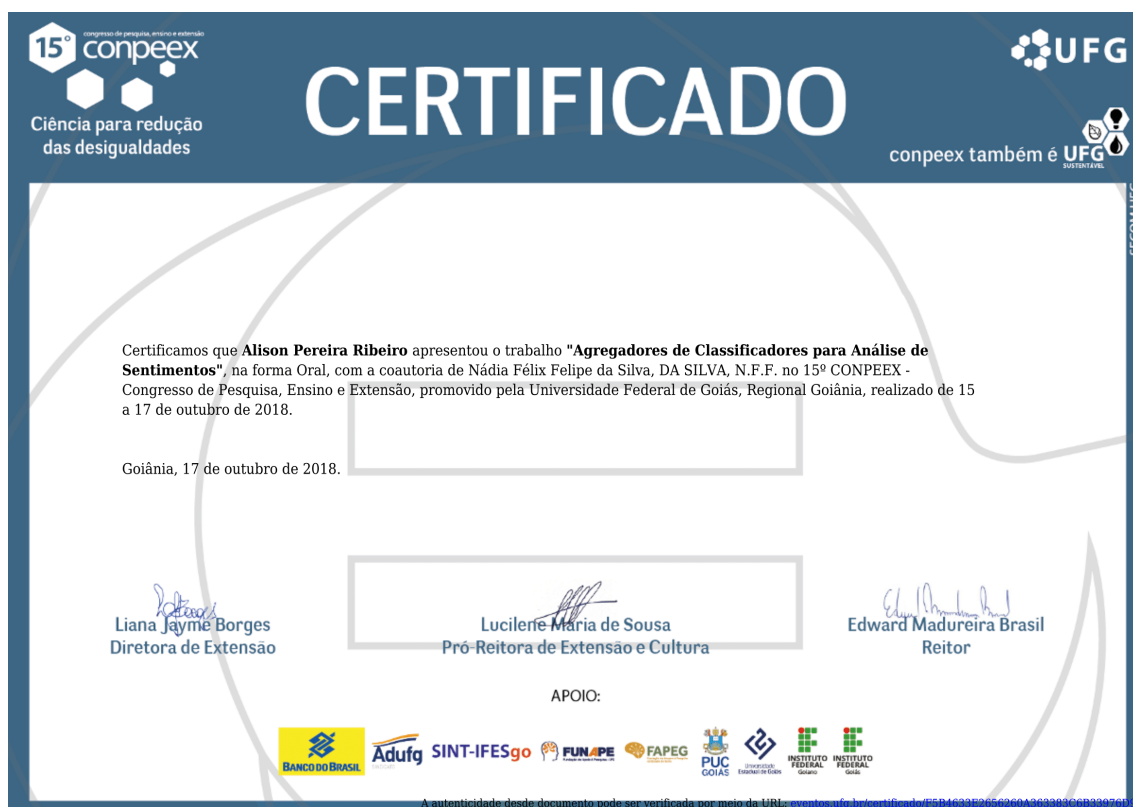 15° congresso de pesquisa, ensino e extensão
conpeex
Ciência para redução
das desigualdades
CERTIFICADO
UFG
conpeex também é UFG
SUSTENTÁVEL
Certificamos que Alison Pereira Ribeiro apresentou o trabalho "Agregadores de Classificadores para Análise de
Sentimentos", na forma Oral, com a coautoria de Nádia Félix Felipe da Silva, DA SILVA, N.F.F. no 15º CONPEEX -
Congresso de Pesquisa, Ensino e Extensão, promovido pela Universidade Federal de Goiás, Regional Goiânia, realizado de 15
a 17 de outubro de 2018.
Goiânia, 17 de outubro de 2018.
Liana Jayme Borges
Diretora de Extensão
Lucilene Maria de Sousa
Pró-Reitora de Extensão e Cultura
Edward Madureira Brasil
Reitor
APOIO:
BANCO DO BRASIL
Adufg
SINT-IFESgo
FUNAPE
FAPEG
PUC
GOIÁS
Universidade
Estadual de Goiás
INSTITUTO
FEDERAL
Goiano
INSTITUTO
FEDERAL
Goiás
A autenticidade desde documento pode ser verificada por meio da URL: eventos.ufg.br/certificado/F5B4633E2656260A363383C6B33976D